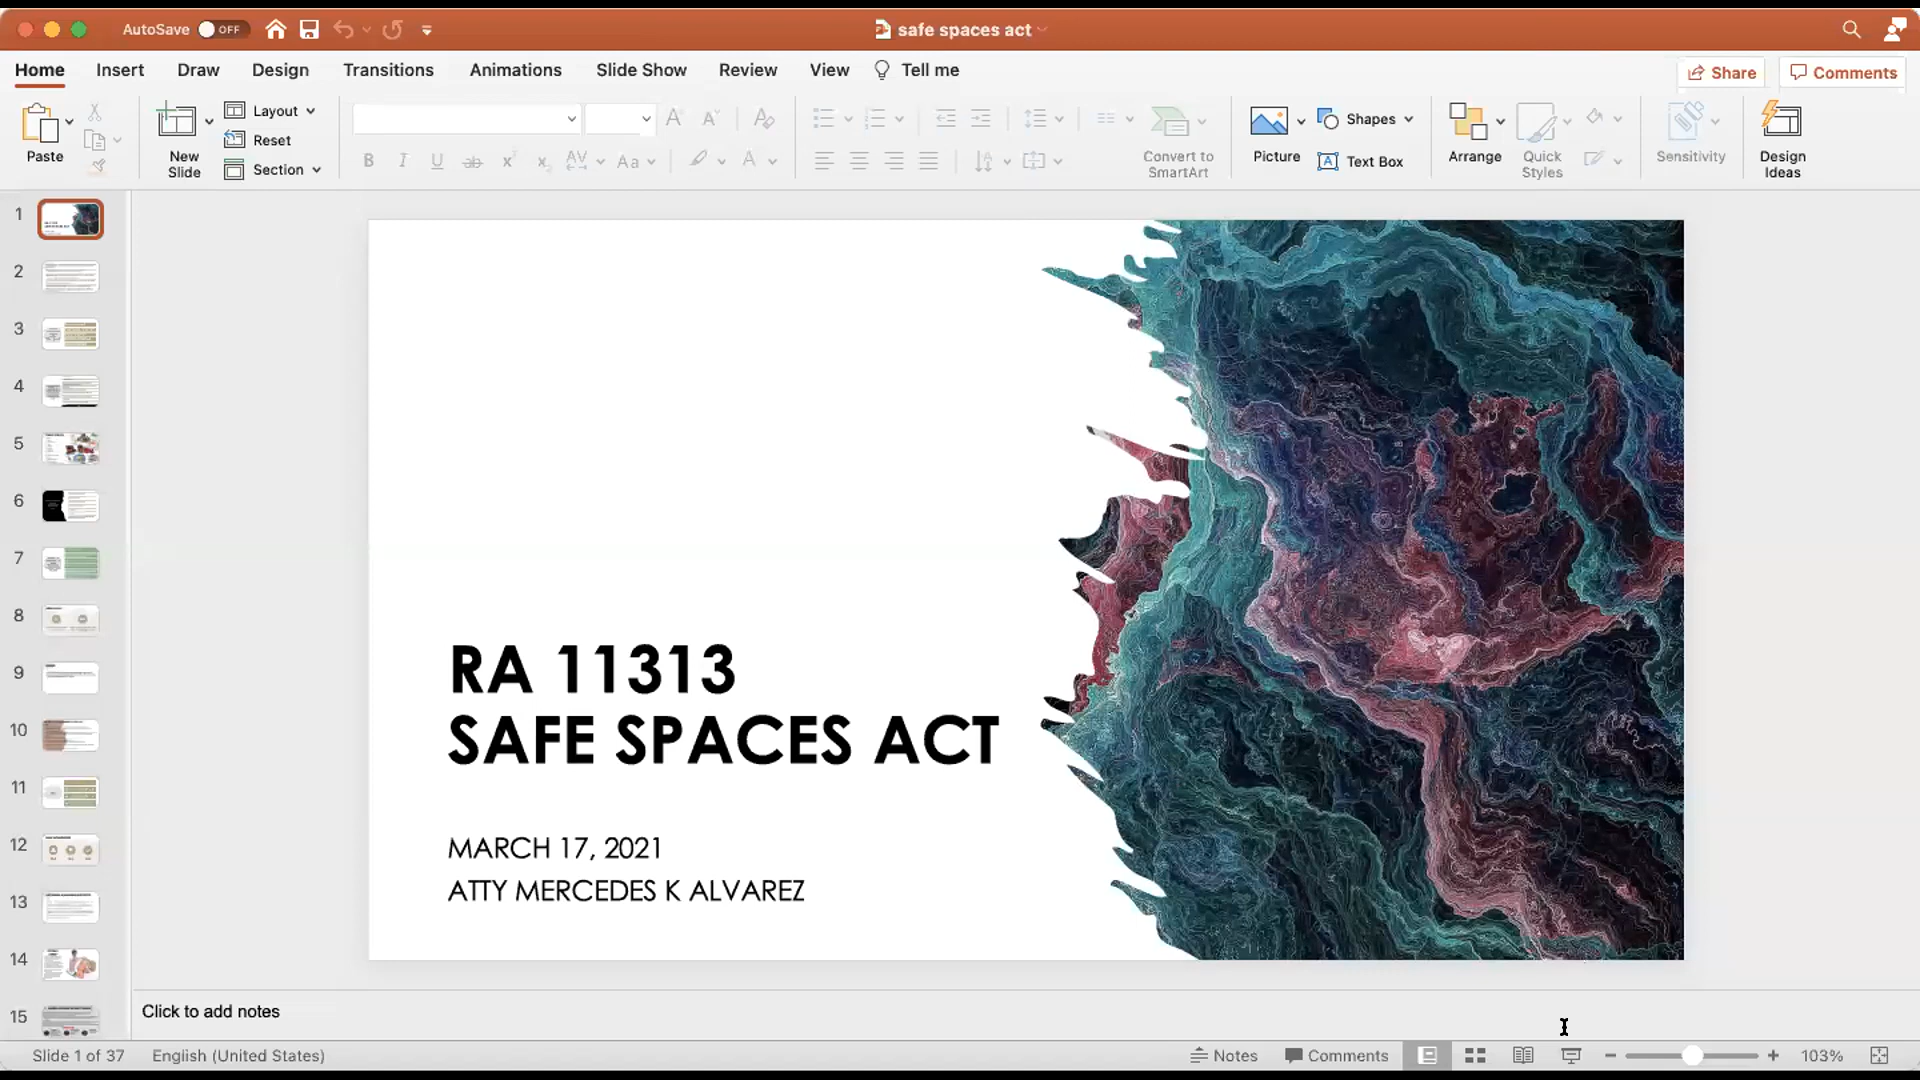 AutoSave OFF
safe spaces act
Home Insert Draw Design Transitions Animations Slide Show Review View Tell me
Share Comments
Paste
New
Slide
Layout
Reset
Section
Convert to
SmartArt
Picture
Shapes
Text Box
Arrange
Quick
Styles
Sensitivity
Design
Ideas
1
2
3
4
5
6
7
8
9
10
11
12
13
14
15
RA 11313
SAFE SPACES ACT
MARCH 17, 2021
ATTY MERCEDES K ALVAREZ
Click to add notes
Slide 1 of 37 English (United States) Notes Comments 103%